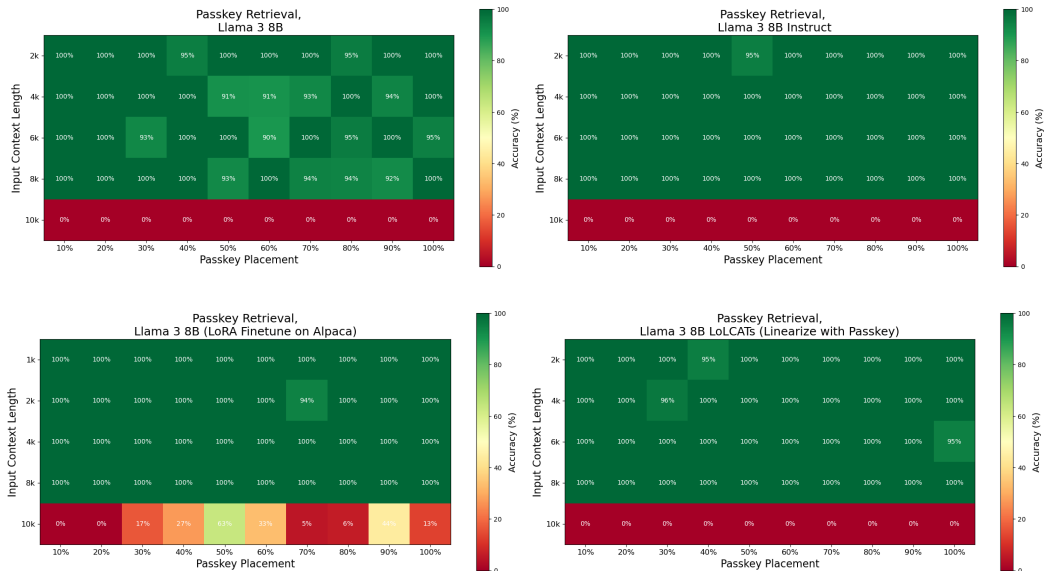 Passkey Retrieval,
Llama 3 8B
Input Context Length
2k 100% 100% 100% 95% 100% 100% 100% 95% 100% 100%
4k 100% 100% 100% 100% 91% 91% 93% 100% 94% 100%
6k 100% 100% 93% 100% 100% 90% 100% 95% 100% 95%
8k 100% 100% 100% 100% 93% 100% 94% 94% 92% 100%
10k 0% 0% 0% 0% 0% 0% 0% 0% 0% 0%
10% 20% 30% 40% 50% 60% 70% 80% 90% 100%
Passkey Placement
100
80
60
40
20
0
Accuracy (%)
Passkey Retrieval,
Llama 3 8B Instruct
Input Context Length
2k 100% 100% 100% 100% 95% 100% 100% 100% 100% 100%
4k 100% 100% 100% 100% 100% 100% 100% 100% 100% 100%
6k 100% 100% 100% 100% 100% 100% 100% 100% 100% 100%
8k 100% 100% 100% 100% 100% 100% 100% 100% 100% 100%
10k 0% 0% 0% 0% 0% 0% 0% 0% 0% 0%
10% 20% 30% 40% 50% 60% 70% 80% 90% 100%
Passkey Placement
100
80
60
40
20
0
Accuracy (%)
Passkey Retrieval,
Llama 3 8B (LoRA Finetune on Alpaca)
Input Context Length
1k 100% 100% 100% 100% 100% 100% 100% 100% 100% 100%
2k 100% 100% 100% 100% 100% 100% 94% 100% 100% 100%
4k 100% 100% 100% 100% 100% 100% 100% 100% 100% 100%
8k 100% 100% 100% 100% 100% 100% 100% 100% 100% 100%
10k 0% 0% 17% 27% 63% 33% 5% 6% 13%
10% 20% 30% 40% 50% 60% 70% 80% 90% 100%
Passkey Placement
100
80
60
40
20
0
Accuracy (%)
Passkey Retrieval,
Llama 3 8B LoLCATs (Linearize with Passkey)
Input Context Length
2k 100% 100% 100% 95% 100% 100% 100% 100% 100% 100%
4k 100% 100% 96% 100% 100% 100% 100% 100% 100% 100%
6k 100% 100% 100% 100% 100% 100% 100% 100% 100% 95%
8k 100% 100% 100% 100% 100% 100% 100% 100% 100% 100%
10k 0% 0% 0% 0% 0% 0% 0% 0% 0% 0%
10% 20% 30% 40% 50% 60% 70% 80% 90% 100%
Passkey Placement
100
80
60
40
20
0
Accuracy (%)